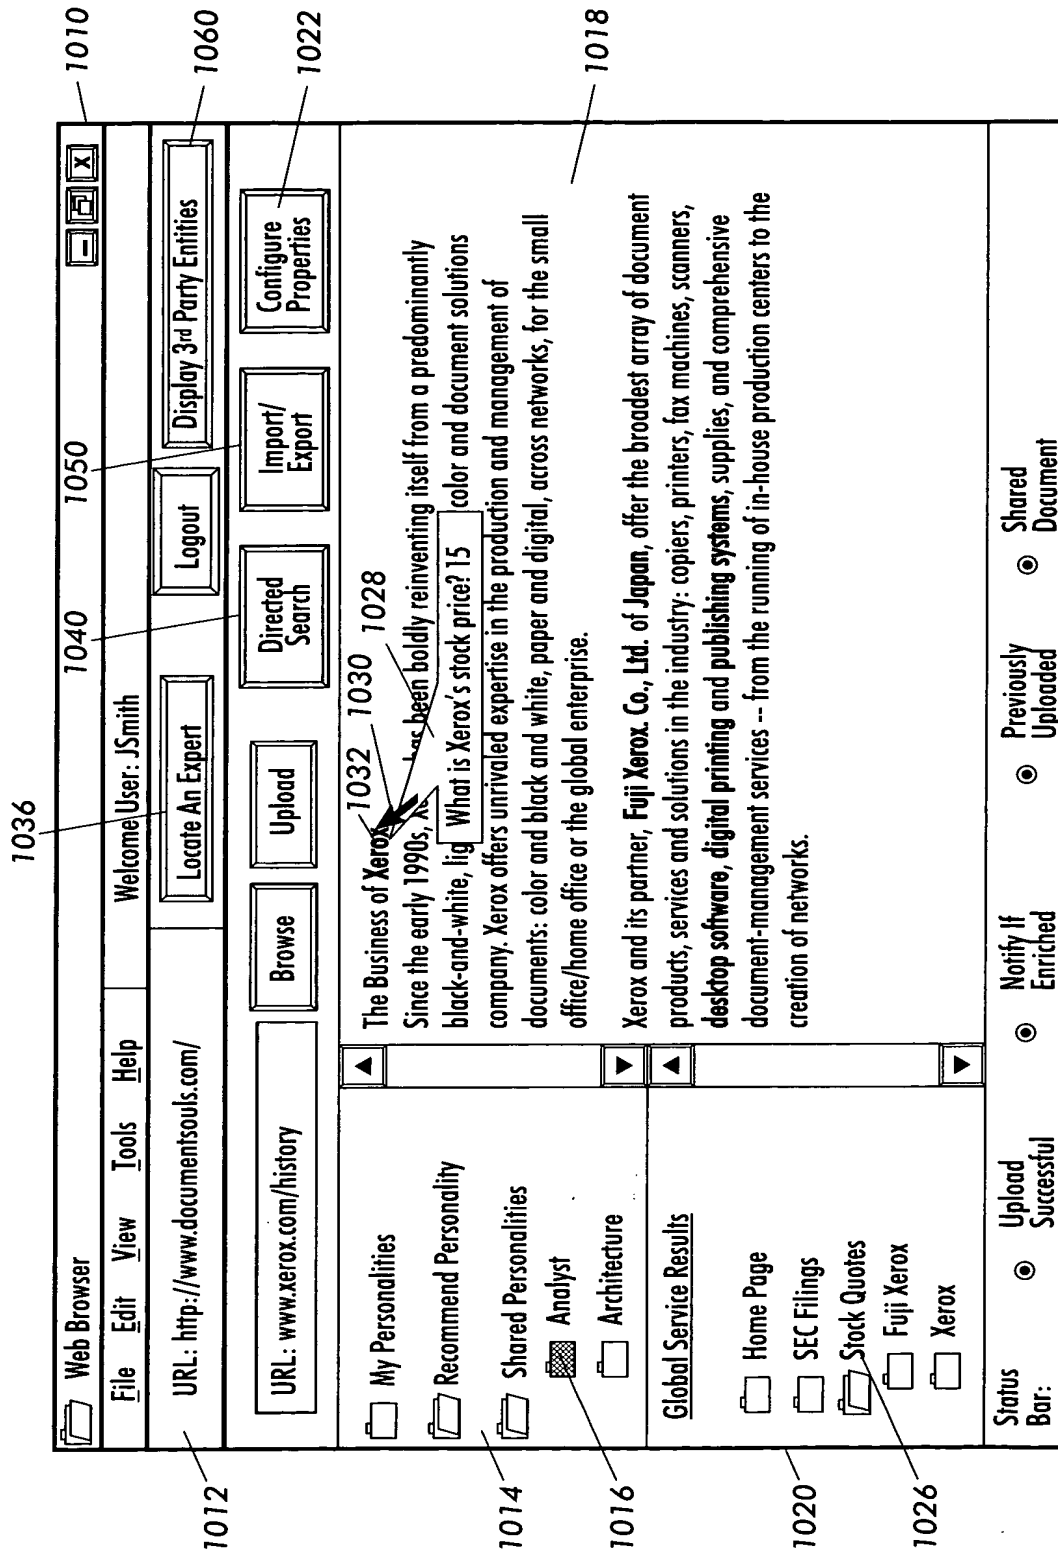 1036
1040
1050
1010
1060
1022
1018
1012
1014
1016
1020
1026
1032
1030
1028
Web Browser
File Edit View Tools Help
Welcome User: JSmith
URL: http://www.documentsouls.com/
Locate An Expert
Logout
Display 3rd Party Entities
URL: www.xerox.com/history
Browse
Upload
Directed Search
Import/ Export
Configure Properties
My Personalities
Recommend Personality
Shared Personalities
Analyst
Architecture
Global Service Results
Home Page
SEC Filings
Stock Quotes
Fuji Xerox
Xerox
The Business of Xerox
Since the early 1990s, has been boldly reinventing itself from a predominantly
black-and-white, lig color and document solutions
What is Xerox's stock price? 15
company. Xerox offers unrivaled expertise in the production and management of
documents: color and black and white, paper and digital, across networks, for the small
office/home office or the global enterprise.
Xerox and its partner, Fuji Xerox. Co., Ltd. of Japan, offer the broadest array of document
products, services and solutions in the industry: copiers, printers, fax machines, scanners,
desktop software, digital printing and publishing systems, supplies, and comprehensive
document-management services -- from the running of in-house production centers to the
creation of networks.
Status Bar:
Upload Successful
Notify If Enriched
Previously Uploaded
Shared Document